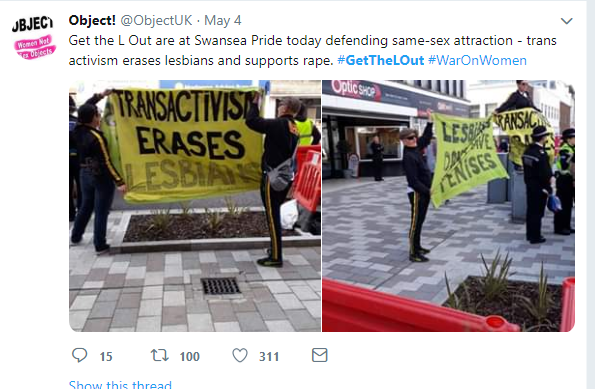 Object! @ObjectUK · May 4
OBJECT
Women Not
Sex Objects
Get the L Out are at Swansea Pride today defending same-sex attraction - trans
activism erases lesbians and supports rape. #GetTheLOut #WarOnWomen
TRANSACTIVISM
ERASES
LESBIANS
Optic SHOP
LESBIANS
DON'T HAVE
PENISES
TRANSAC
15 100 311
Show this thread